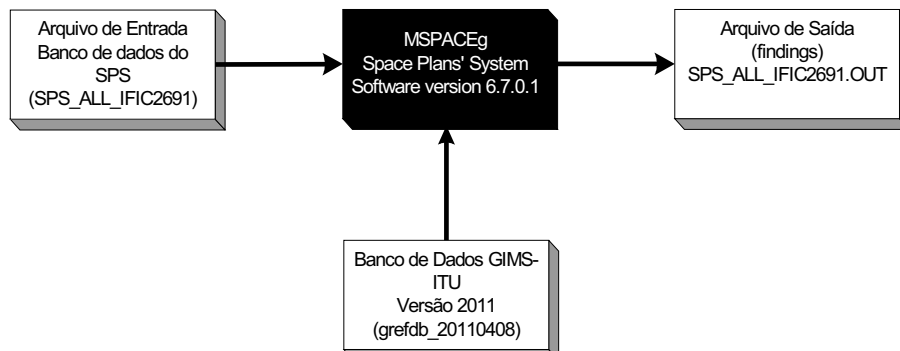 Arquivo de Entrada
Banco de dados do
SPS
(SPS_ALL_IFIC2691)
MSPACEg
Space Plans' System
Software version 6.7.0.1
Arquivo de Saída
(findings)
SPS_ALL_IFIC2691.OUT
Banco de Dados GIMS-
ITU
Versão 2011
(grefdb_20110408)